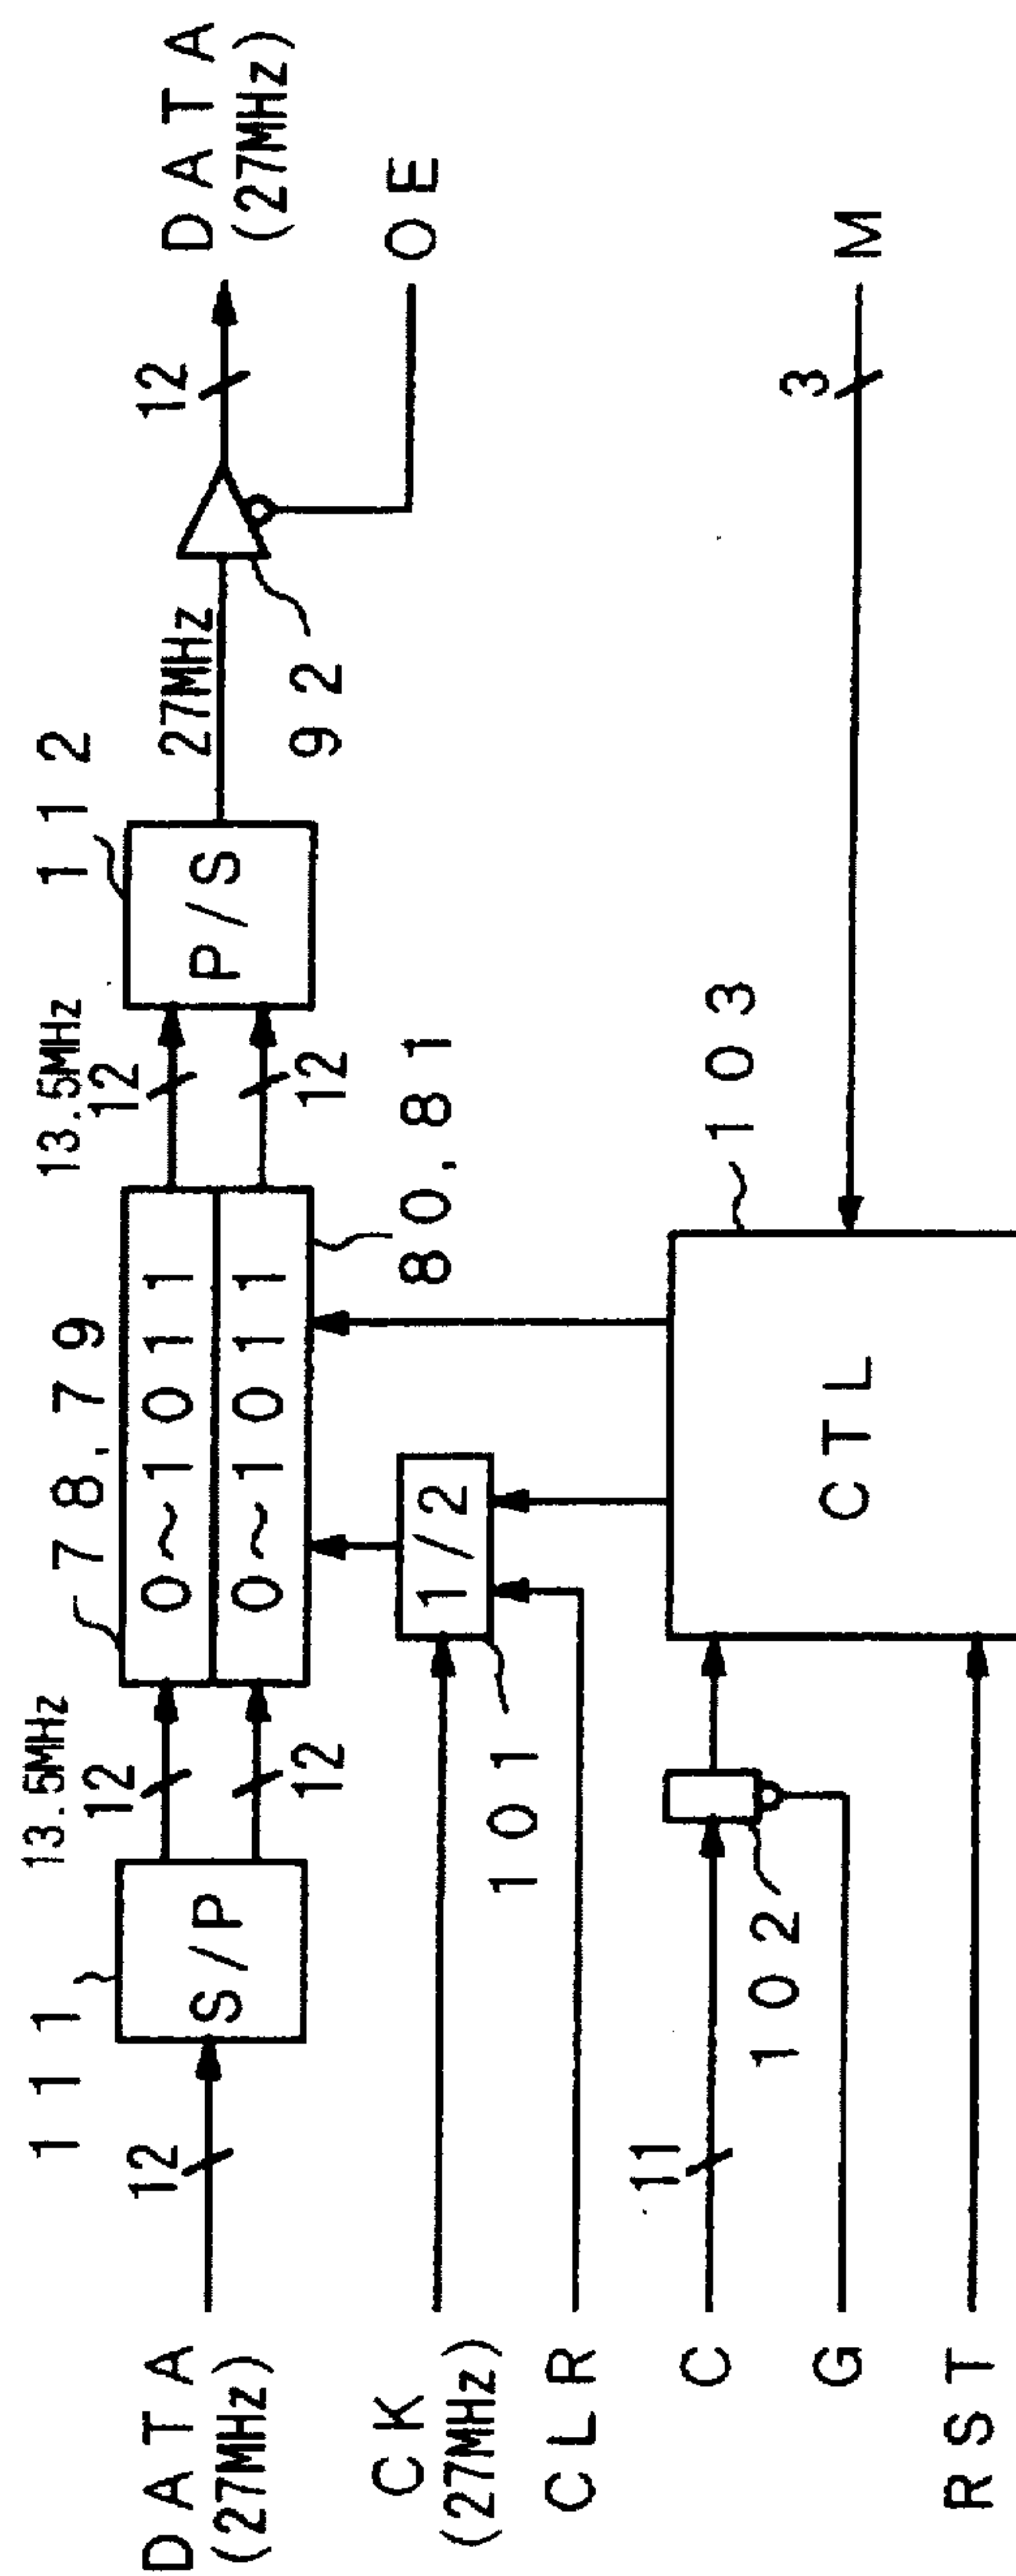 111
13.5MHz
78, 79
13.5MHz
112
DATA
(27MHz)
12
S/P
12
12
0~1011
0~1011
12
12
P/S
27MHz
12
DATA
(27MHz)
80, 81
92
OE
CK
(27MHz)
1/2
101
CLR
C
11
102
G
RST
CTL
103
3
M